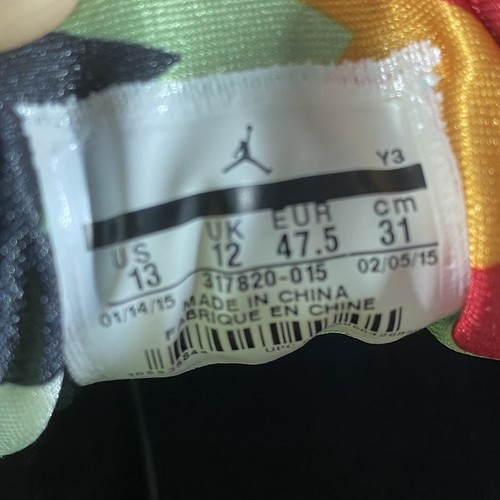 Y3
US UK EUR cm
13 12 47.5 31
317820-015
01/14/15 02/05/15
MADE IN CHINA
FABRIQUE EN CHINE
UPC